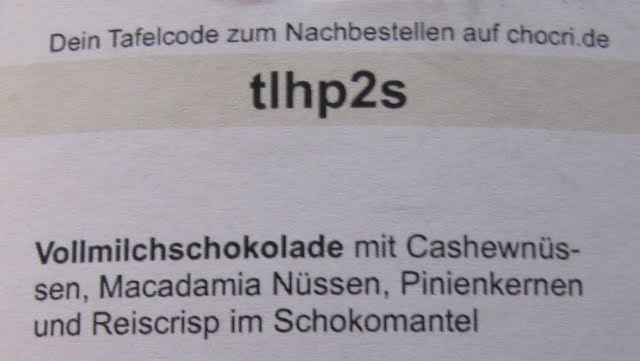 Dein Tafelcode zum Nachbestellen auf chocri.de
tlhp2s
Vollmilchschokolade mit Cashewnüs-
sen, Macadamia Nüssen, Pinienkernen
und Reiscrisp im Schokomantel